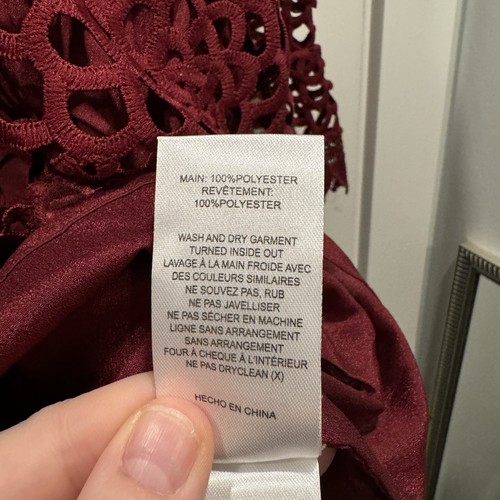 MAIN: 100%POLYESTER
REVÊTEMENT:
100%POLYESTER
WASH AND DRY GARMENT
TURNED INSIDE OUT
LAVAGE À LA MAIN FROIDE AVEC
DES COULEURS SIMILAIRES
NE SOUVEZ PAS, RUB
NE PAS JAVELLISER
NE PAS SÉCHER EN MACHINE
LIGNE SANS ARRANGEMENT
SANS ARRANGEMENT
FOUR À CHEQUE À L'INTÉRIEUR
NE PAS DRYCLEAN (X)
HECHO EN CHINA